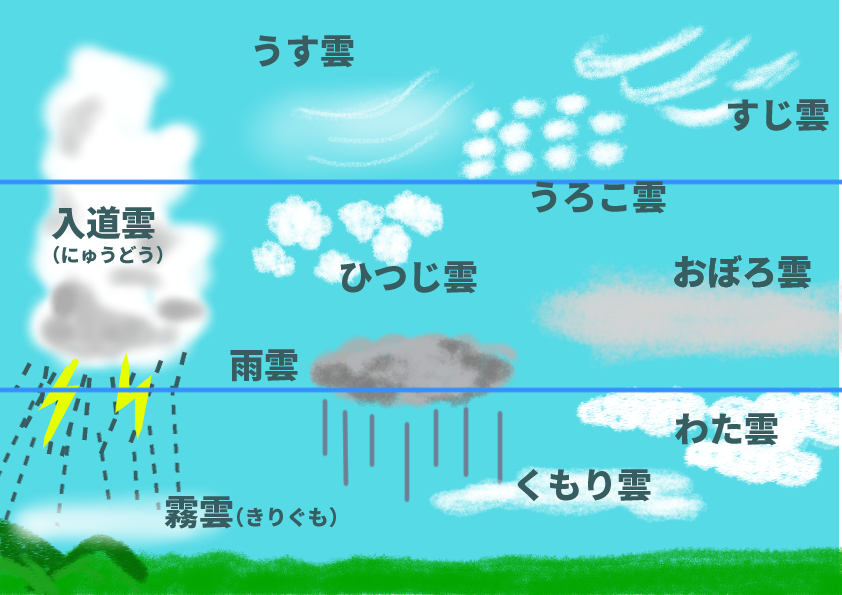 うす雲
すじ雲
うろこ雲
入道雲
(にゅうどう)
ひつじ雲
おぼろ雲
雨雲
わた雲
くもり雲
霧雲(きりぐも)